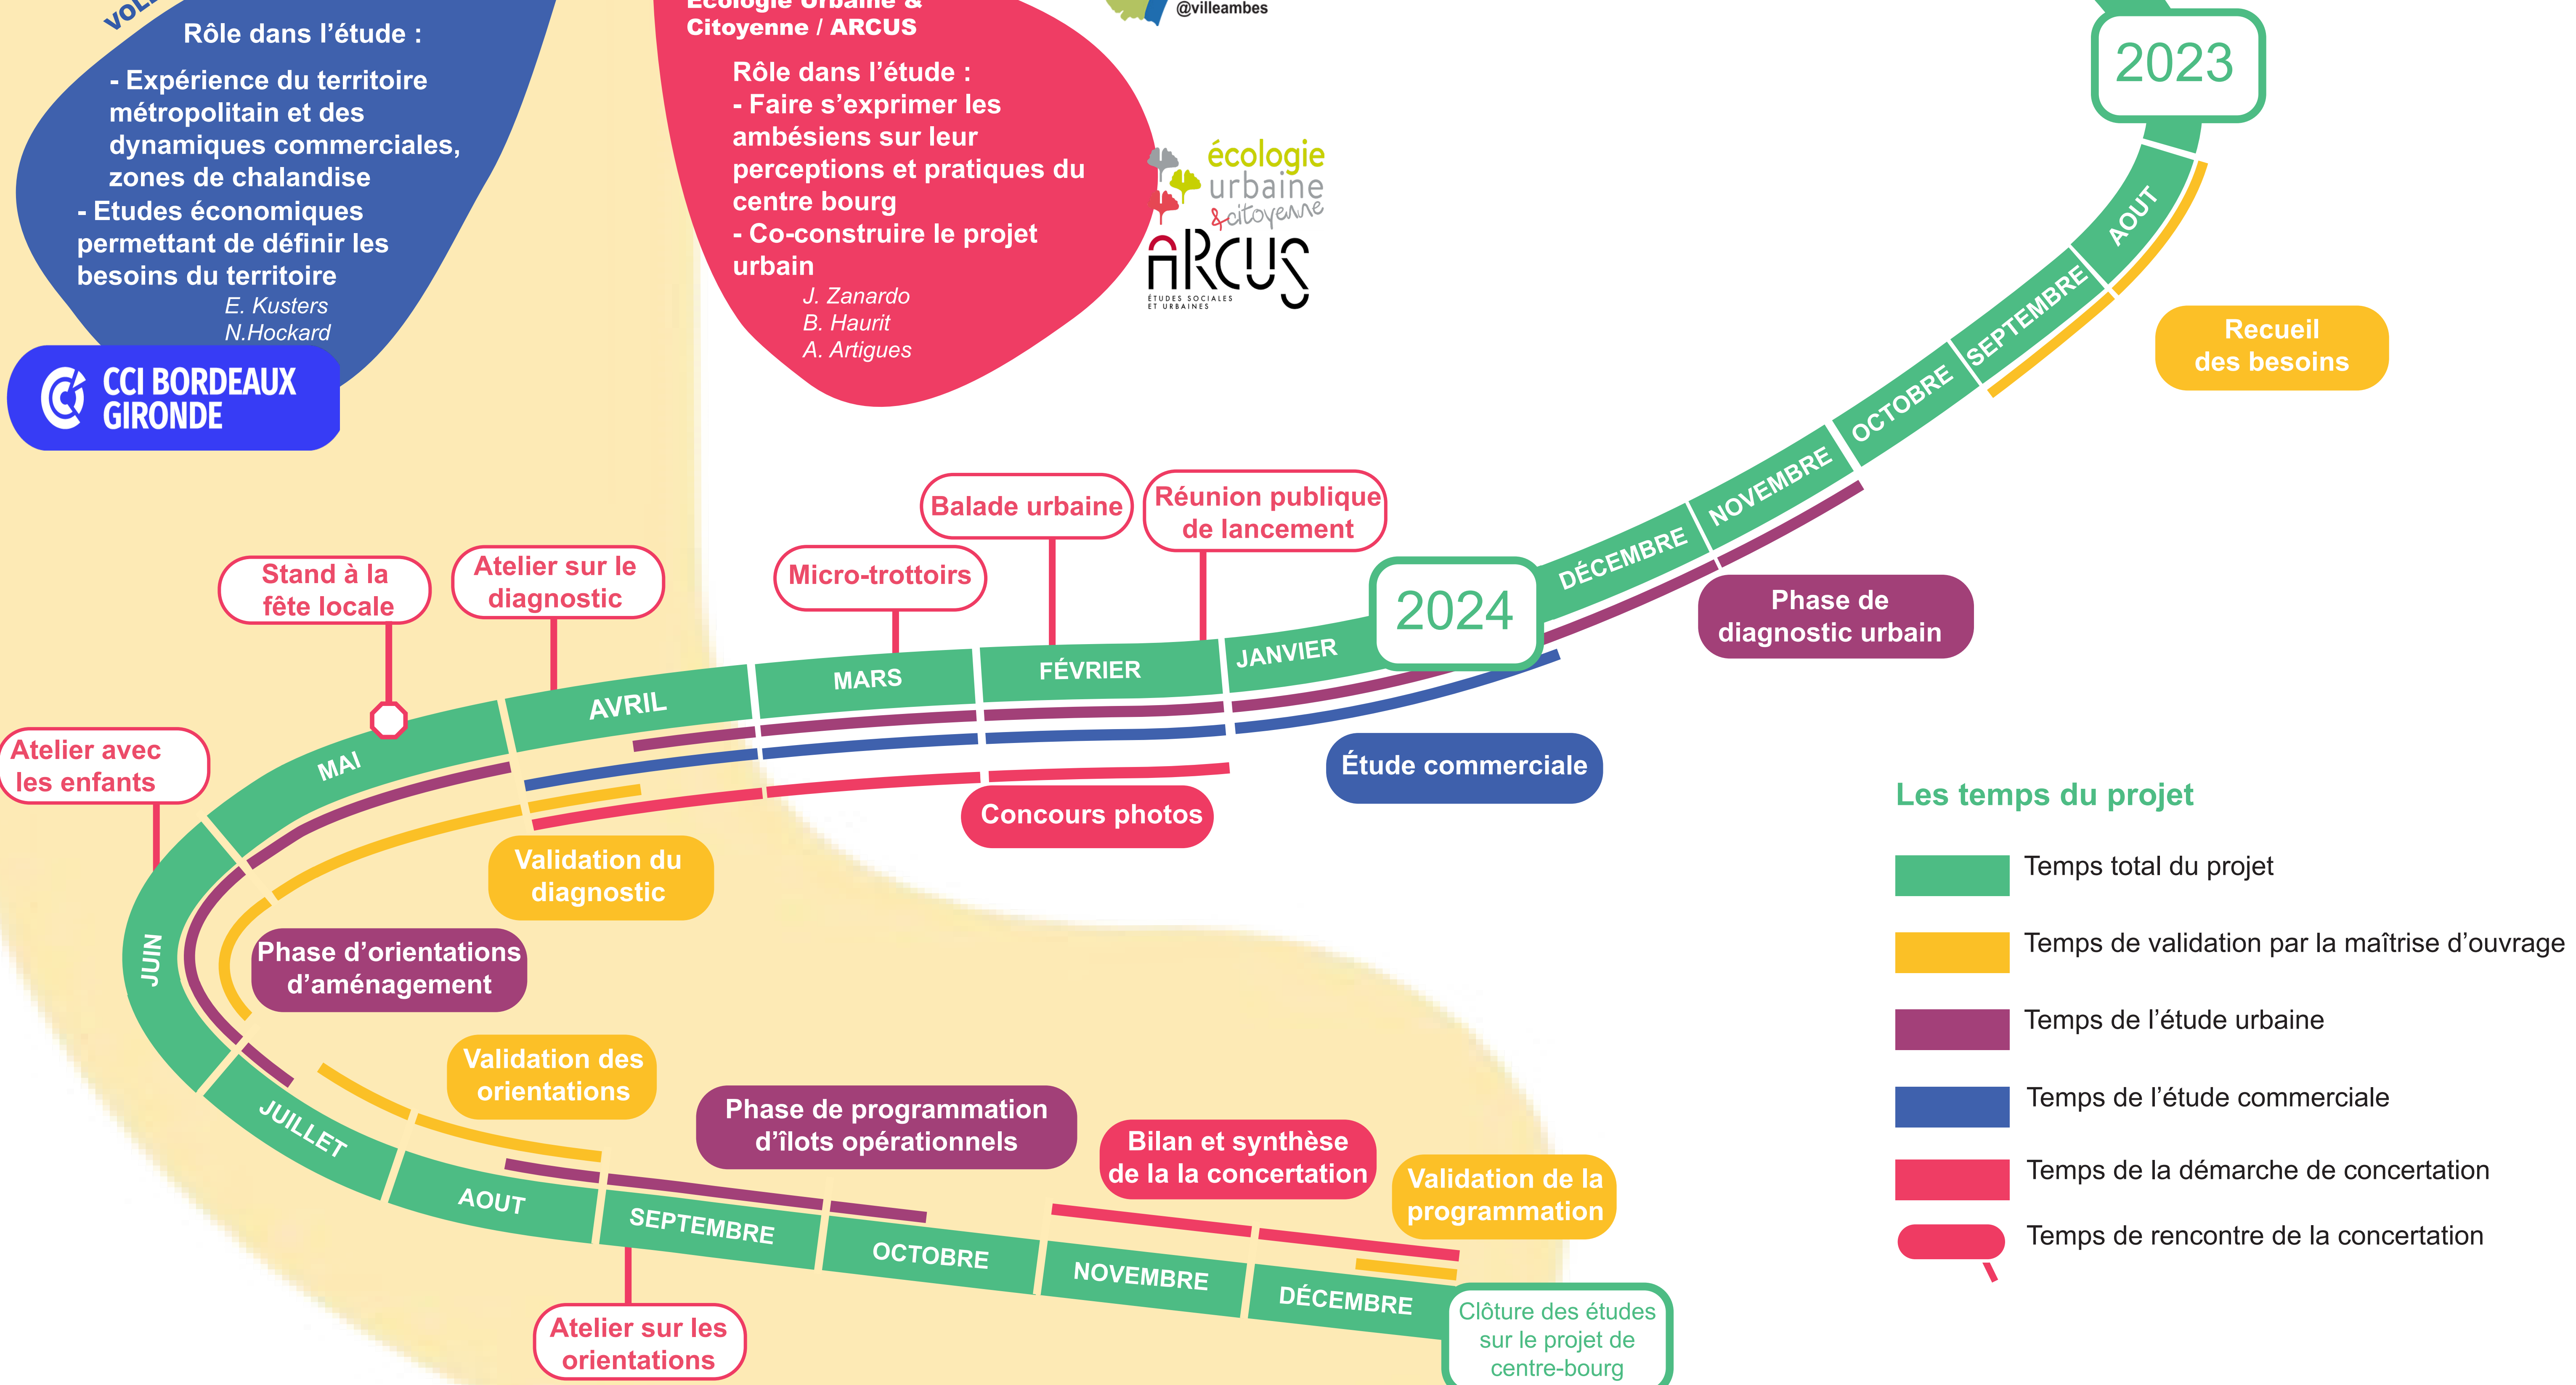 Rôle dans l’étude :
- Expérience du territoire
métropolitain et des
dynamiques commerciales,
zones de chalandise
- Etudes économiques
permettant de définir les
besoins du territoire
E. Kusters
N.Hockard
CCI BORDEAUX
GIRONDE
Ecologie Urbaine &
Citoyenne / ARCUS
Rôle dans l’étude :
- Faire s’exprimer les
ambésiens sur leur
perceptions et pratiques du
centre bourg
- Co-construire le projet
urbain
J. Zanardo
B. Haurit
A. Artigues
@villeambes
écologie
urbaine
&citoyenne
ARCUS
ÉTUDES SOCIALES
ET URBAINES
2023
AOUT
SEPTEMBRE
OCTOBRE
NOVEMBRE
DÉCEMBRE
Recueil
des besoins
Phase de
diagnostic urbain
2024
JANVIER
FÉVRIER
MARS
AVRIL
MAI
JUIN
JUILLET
AOUT
SEPTEMBRE
OCTOBRE
NOVEMBRE
DÉCEMBRE
Réunion publique
de lancement
Balade urbaine
Micro-trottoirs
Atelier sur le
diagnostic
Stand à la
fête locale
Atelier avec
les enfants
Étude commerciale
Concours photos
Validation du
diagnostic
Phase d’orientations
d’aménagement
Validation des
orientations
Phase de programmation
d’îlots opérationnels
Bilan et synthèse
de la la concertation
Validation de la
programmation
Atelier sur les
orientations
Clôture des études
sur le projet de
centre-bourg
Les temps du projet
Temps total du projet
Temps de validation par la maîtrise d’ouvrage
Temps de l’étude urbaine
Temps de l’étude commerciale
Temps de la démarche de concertation
Temps de rencontre de la concertation